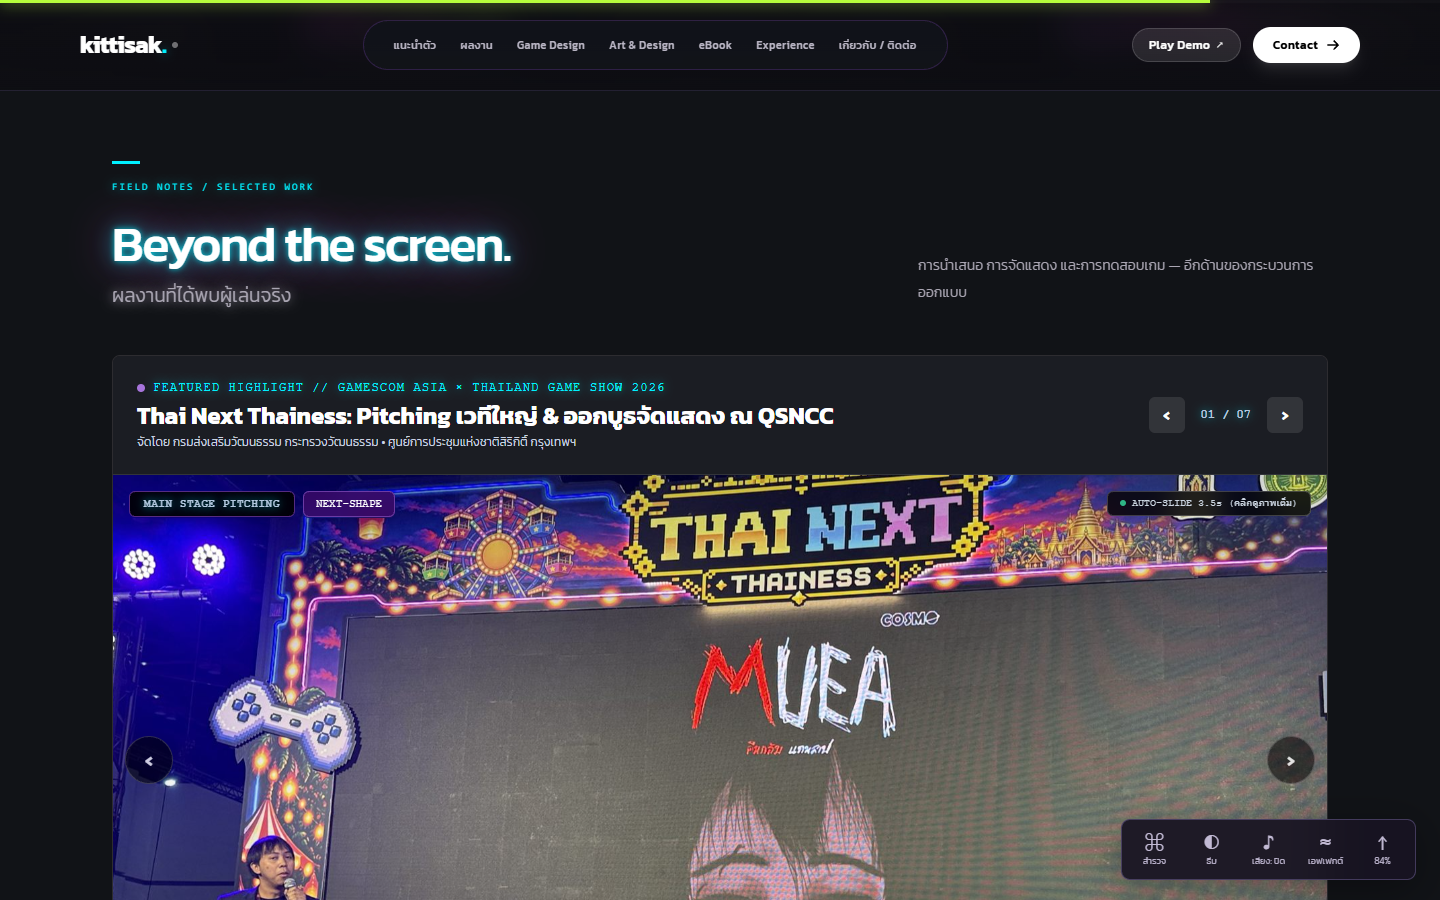 kittisak.
แนะนำตัว
ผลงาน
Game Design
Art & Design
eBook
Experience
เกี่ยวกับ / ติดต่อ
Play Demo ↗
Contact →
FIELD NOTES / SELECTED WORK
Beyond the screen.
ผลงานที่ได้พบผู้เล่นจริง
การนำเสนอ การจัดแสดง และการทดสอบเกม — อีกด้านของกระบวนการ
ออกแบบ
FEATURED HIGHLIGHT // GAMESCOM ASIA × THAILAND GAME SHOW 2026
Thai Next Thainess: Pitching เวทีใหญ่ & ออกบูธจัดแสดง ณ QSNCC
จัดโดย กรมส่งเสริมวัฒนธรรม กระทรวงวัฒนธรรม • ศูนย์การประชุมแห่งชาติสิริกิติ์ กรุงเทพฯ
01 / 07
MAIN STAGE PITCHING
NEXT-SHAPE
AUTO-SLIDE 3.5s (คลิกดูภาพเต็ม)
THAI NEXT
THAINESS
COSMO
MUEA
คืนกลับ แทนสาป
สำรวจ
ธีม
เสียง: ปิด
เอฟเฟกต์
84%